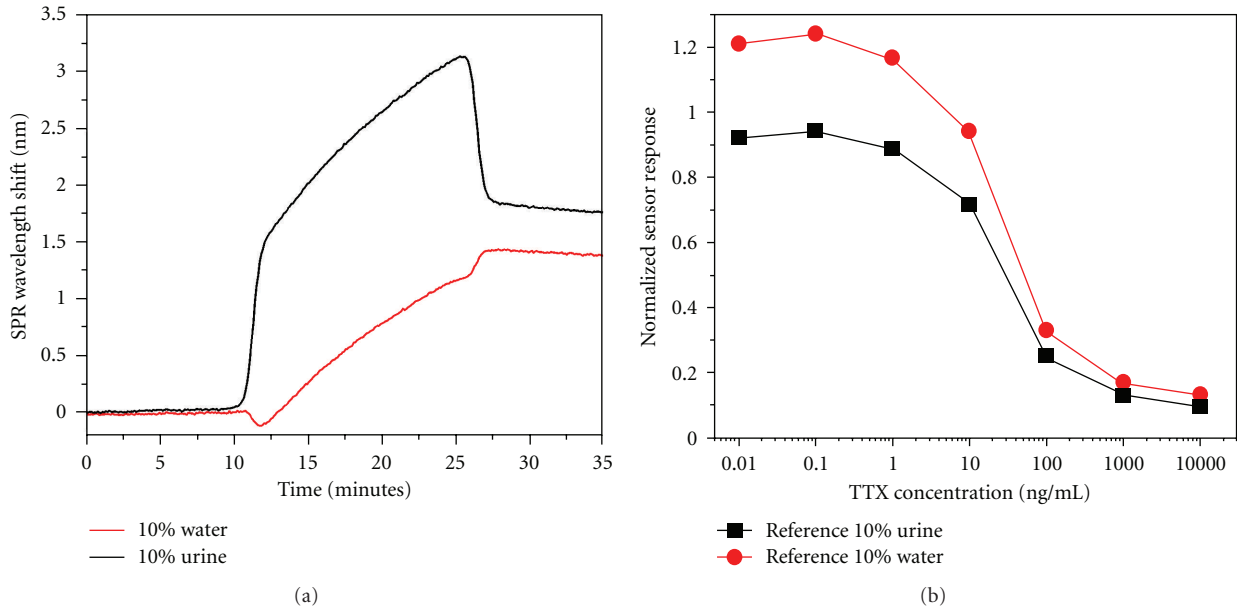 3.5
3
2.5
2
1.5
1
0.5
0
SPR wavelength shift (nm)
0 5 10 15 20 25 30 35
Time (minutes)
10% water
10% urine
(a)
1.2
1
0.8
0.6
0.4
0.2
0
Normalized sensor response
0.01 0.1 1 10 100 1000 10000
TTX concentration (ng/mL)
Reference 10% urine
Reference 10% water
(b)